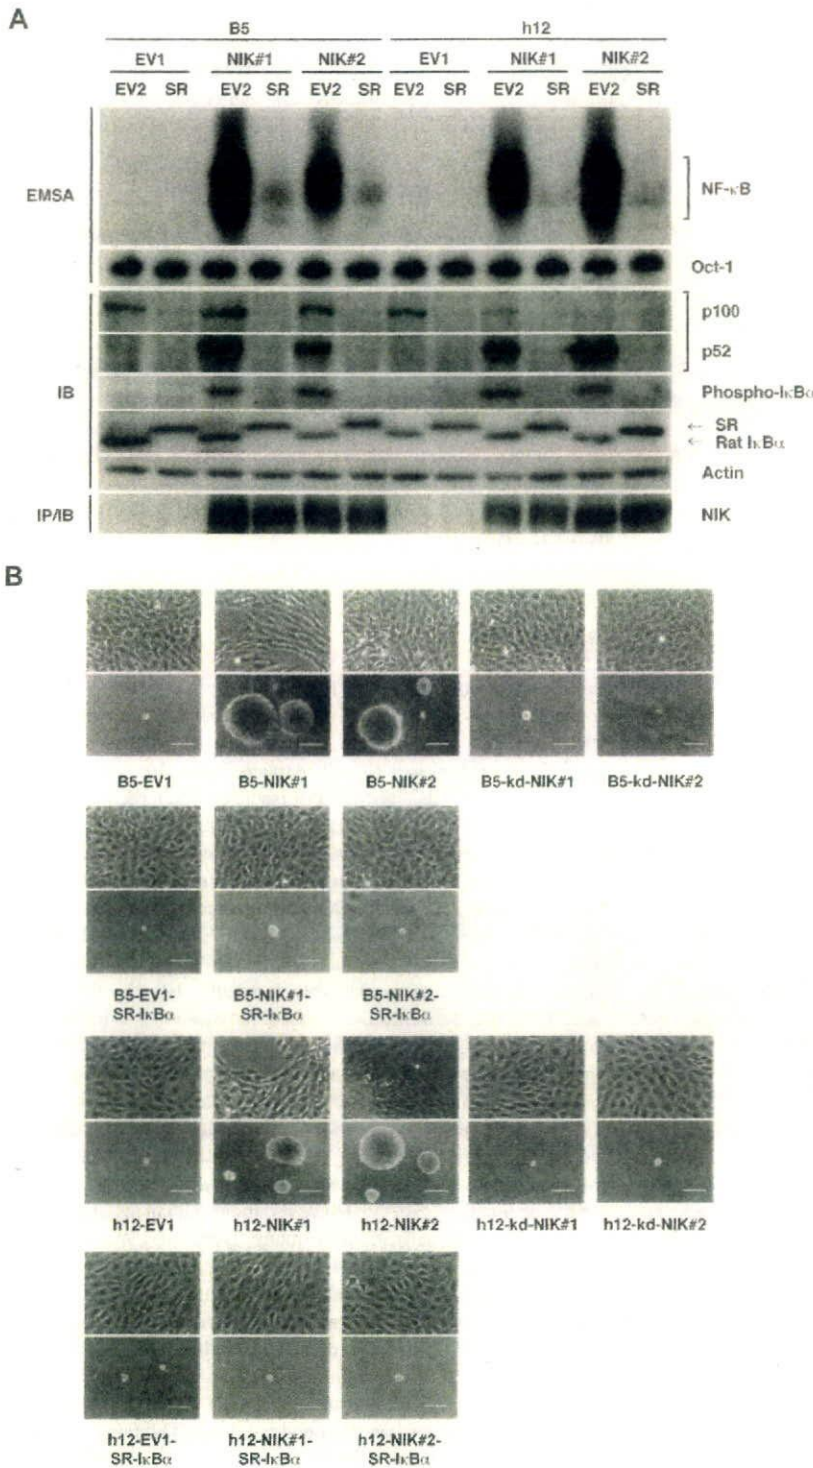 A
B5 h12
EV1 NIK#1 NIK#2 EV1 NIK#1 NIK#2
EV2 SR EV2 SR EV2 SR EV2 SR EV2 SR EV2 SR
EMSA
NF-κB
Oct-1
IB
p100
p52
Phospho-IκBα
← SR
← Rat IκBα
Actin
IP/IB
NIK
B
B5-EV1 B5-NIK#1 B5-NIK#2 B5-kd-NIK#1 B5-kd-NIK#2
B5-EV1- B5-NIK#1- B5-NIK#2-
SR-IκBα SR-IκBα SR-IκBα
h12-EV1 h12-NIK#1 h12-NIK#2 h12-kd-NIK#1 h12-kd-NIK#2
h12-EV1- h12-NIK#1- h12-NIK#2-
SR-IκBα SR-IκBα SR-IκBα